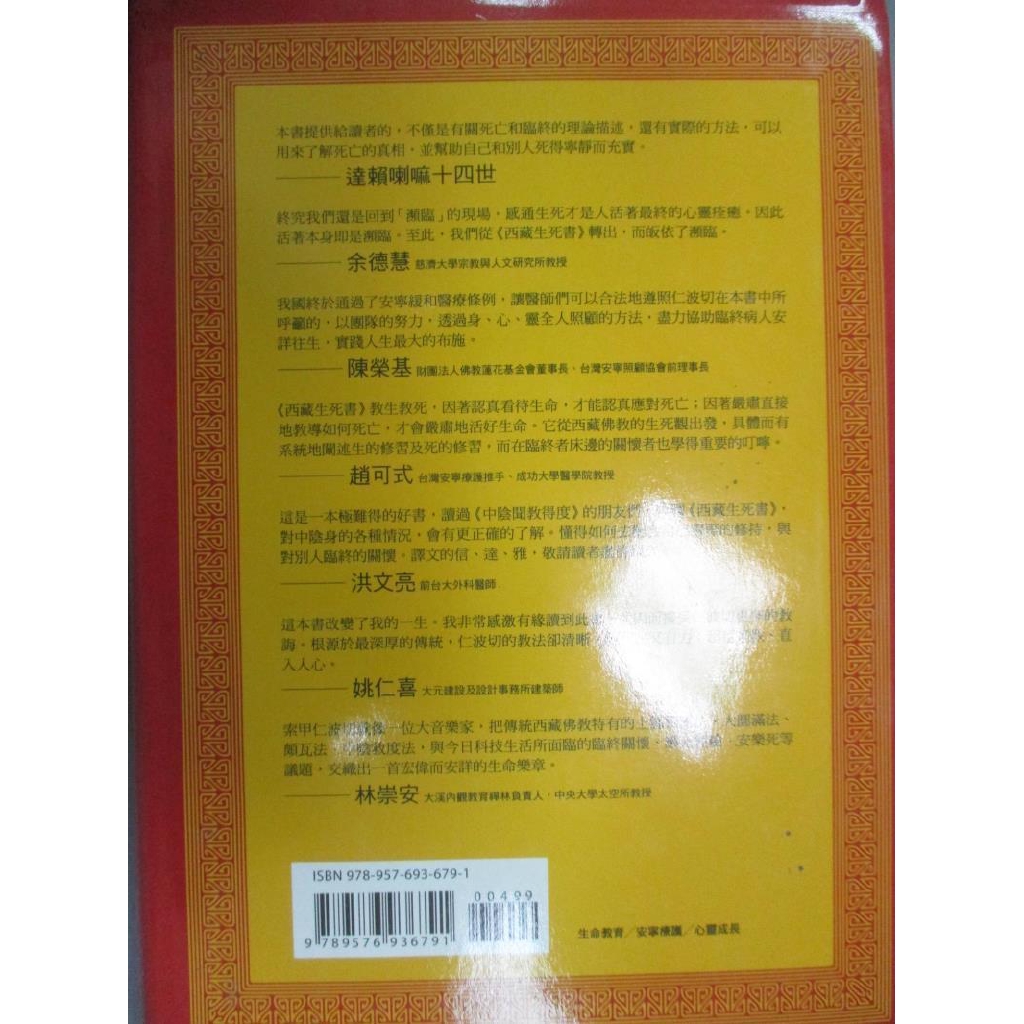 本書提供給讀者的，不僅是有關死亡和臨終的理論描述，還有實際的方法，可以
用來了解死亡的真相，並幫助自己和別人死得寧靜而充實。
———達賴喇嘛十四世
終究我們還是回到「瀕臨」的現場，感通生死才是人活著最終的心靈痊癒。因此
活著本身即是瀕臨。至此，我們從《西藏生死書》轉出，而皈依了瀕臨。
———余德慧 慈濟大學宗教與人文研究所教授
我國終於通過了安寧緩和醫療條例，讓醫師們可以合法地遵照仁波切在本書中所
呼籲的，以團隊的努力，透過身、心、靈全人照顧的方法，盡力協助臨終病人安
詳往生，實踐人生最大的布施。
———陳榮基 財團法人佛教蓮花基金會董事長，台灣安寧照顧協會前理事長
《西藏生死書》教生教死，因著認真看待生命，才能認真應對死亡；因著嚴肅直接
地教導如何死亡，才會嚴肅地活好生命。它從西藏佛教的生死觀出發，具體而有
系統地闡述生的修習及死的修習，而在臨終者床邊的關懷者也學得重要的叮嚀。
———趙可式 台灣安寧療護推手、成功大學醫學院教授
這是一本極難得的好書，讀過《中陰聞教得度》的朋友《西藏生死書》，
對中陰身的各種情況，會有更正確的了解。懂得如何的修持，與
對別人臨終的關懷。譯文的信、達、雅，敬請讀者
———洪文亮 前台大外科醫師
這本書改變了我的一生。我非常感激有緣讀到此的教
誨。根源於最深厚的傳統，仁波切的教法卻清晰直
入人心。
———姚仁喜 大元建設及設計事務所建築師
索甲仁波切就像一位大音樂家，把傳統西藏佛教特有的上大圓滿法、
頗瓦法、中陰救度法，與今日科技生活所面臨的臨終關懷、安樂死等
議題，交織出一首宏偉而安詳的生命樂章。
———林崇安 大溪內觀教育禪林負責人，中央大學太空所教授
ISBN 978-957-693-679-1
00499
9 789576 936791
生命教育／安寧療護／心靈成長